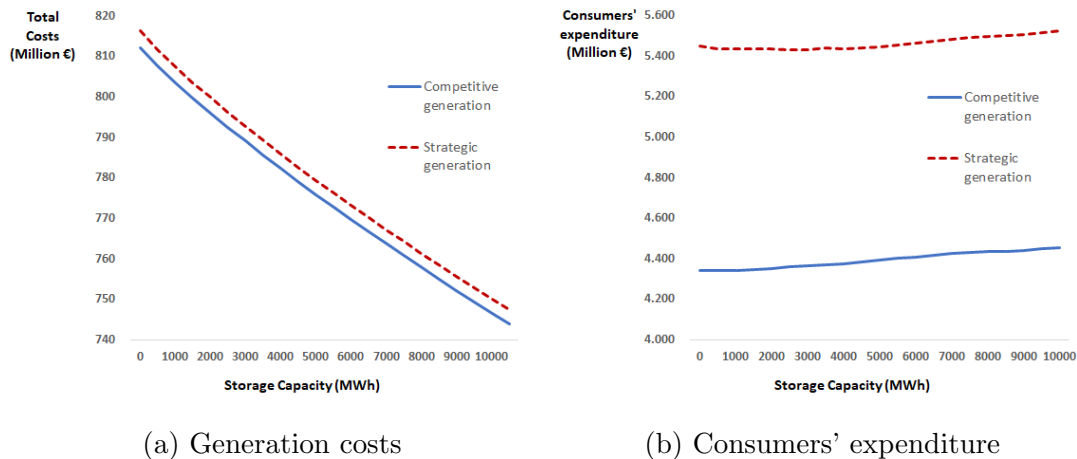 Total
Costs
(Million €)
820
810
800
790
780
770
760
750
740
0 1000 2000 3000 4000 5000 6000 7000 8000 9000 10000
Storage Capacity (MWh)
Competitive
generation
Strategic
generation
(a) Generation costs
Consumers'
expenditure
(Million €)
5.600
5.400
5.200
5.000
4.800
4.600
4.400
4.200
4.000
0 1000 2000 3000 4000 5000 6000 7000 8000 9000 10000
Storage Capacity (MWh)
Competitive
generation
Strategic
generation
(b) Consumers' expenditure